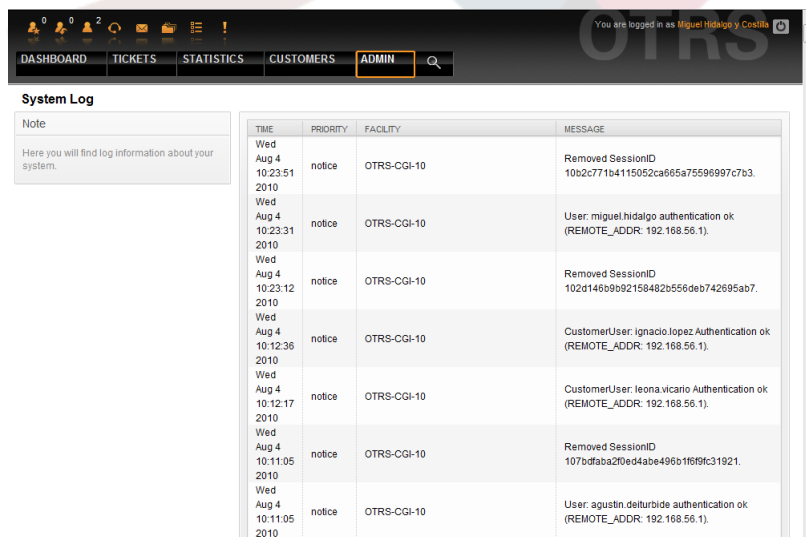 0 0 2
You are logged in as Miguel Hidalgo y Costilla
OTRS
DASHBOARD TICKETS STATISTICS CUSTOMERS ADMIN
System Log
Note
Here you will find log information about your
system.
TIME PRIORITY FACILITY MESSAGE
Wed
Aug 4
10:23:51
2010
notice OTRS-CGI-10
Removed SessionID
10b2c771b4115052ca665a75596997c7b3.
Wed
Aug 4
10:23:31
2010
notice OTRS-CGI-10
User: miguel.hidalgo authentication ok
(REMOTE_ADDR: 192.168.56.1).
Wed
Aug 4
10:23:12
2010
notice OTRS-CGI-10
Removed SessionID
102d146b9b92158482b556deb742695ab7.
Wed
Aug 4
10:12:36
2010
notice OTRS-CGI-10
CustomerUser: ignacio.lopez Authentication ok
(REMOTE_ADDR: 192.168.56.1).
Wed
Aug 4
10:12:17
2010
notice OTRS-CGI-10
CustomerUser: leona.vicario Authentication ok
(REMOTE_ADDR: 192.168.56.1).
Wed
Aug 4
10:11:05
2010
notice OTRS-CGI-10
Removed SessionID
107bdfaba2f0ed4abe496b1f6f9fc31921.
Wed
Aug 4
10:11:05
2010
notice OTRS-CGI-10
User: agustin.deiturbide authentication ok
(REMOTE_ADDR: 192.168.56.1).